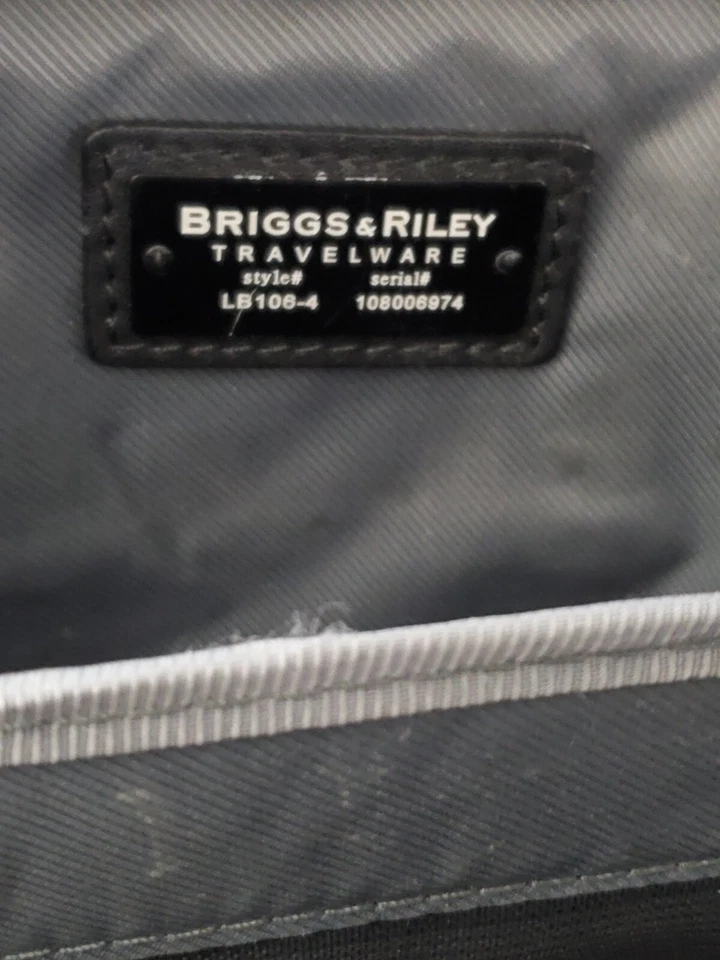 BRIGGS & RILEY
TRAVELWARE
style# serial#
LB106-4 108006974